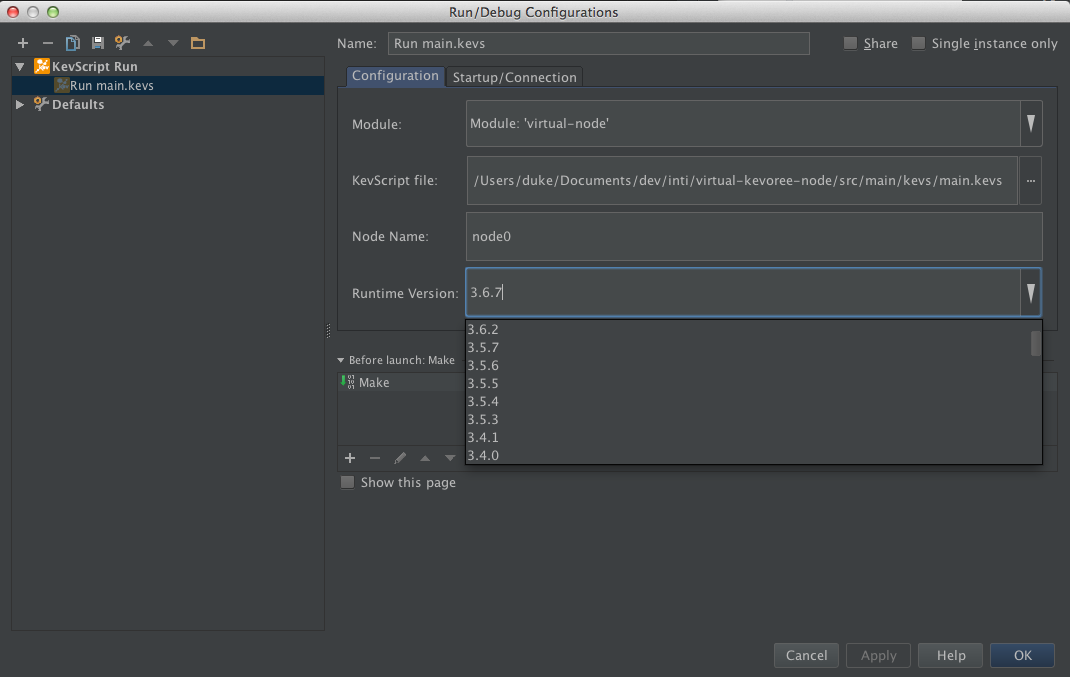 Run/Debug Configurations
Name: Run main.kevs Share Single instance only
KevScript Run
Run main.kevs
Defaults
Configuration Startup/Connection
Module: Module: 'virtual-node'
KevScript file: /Users/duke/Documents/dev/inti/virtual-kevoree-node/src/main/kevs/main.kevs ...
Node Name: node0
Runtime Version: 3.6.7
3.6.2
3.5.7
3.5.6
3.5.5
3.5.4
3.5.3
3.4.1
3.4.0
Before launch: Make
Make
Show this page
Cancel Apply Help OK